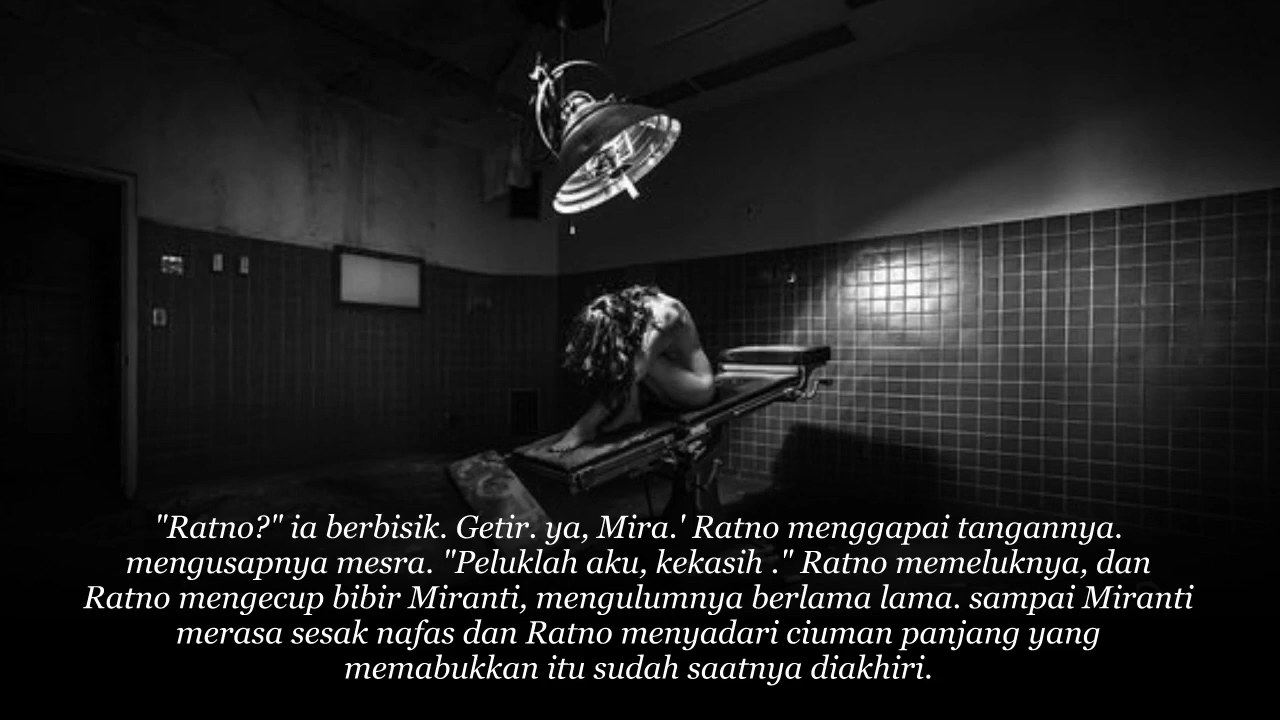 "Ratno?" ia berbisik. Getir. ya, Mira.' Ratno menggapai tangannya.
mengusapnya mesra. "Peluklah aku, kekasih ." Ratno memeluknya, dan
Ratno mengecup bibir Miranti, mengulumnya berlama lama. sampai Miranti
merasa sesak nafas dan Ratno menyadari ciuman panjang yang
memabukkan itu sudah saatnya diakhiri.